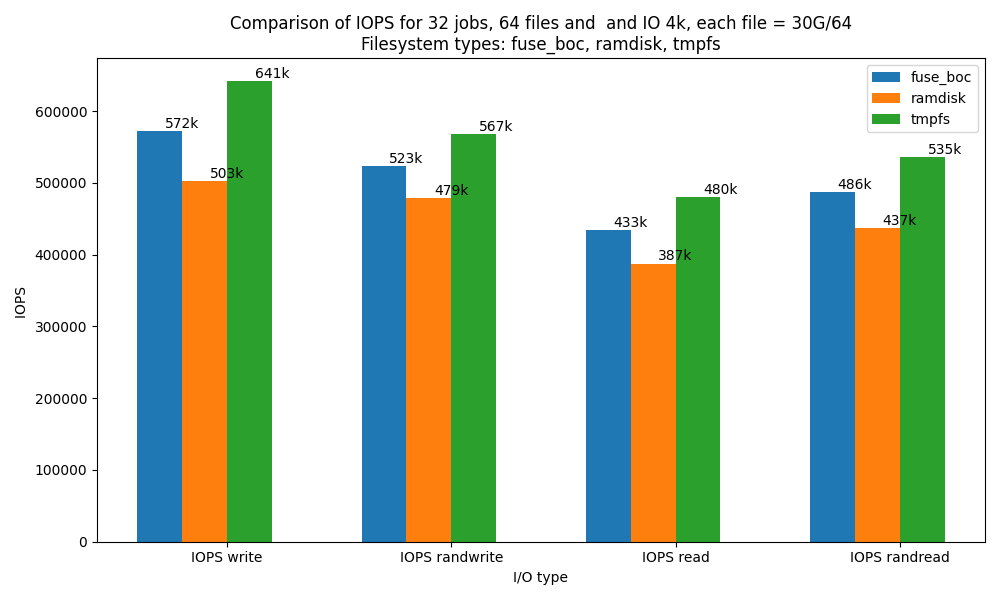 Comparison of IOPS for 32 jobs, 64 files and  and IO 4k, each file = 30G/64
Filesystem types: fuse_boc, ramdisk, tmpfs
fuse_boc
ramdisk
tmpfs
IOPS
600000
500000
400000
300000
200000
100000
0
572k
503k
641k
523k
479k
567k
433k
387k
480k
486k
437k
535k
IOPS write
IOPS randwrite
IOPS read
IOPS randread
I/O type